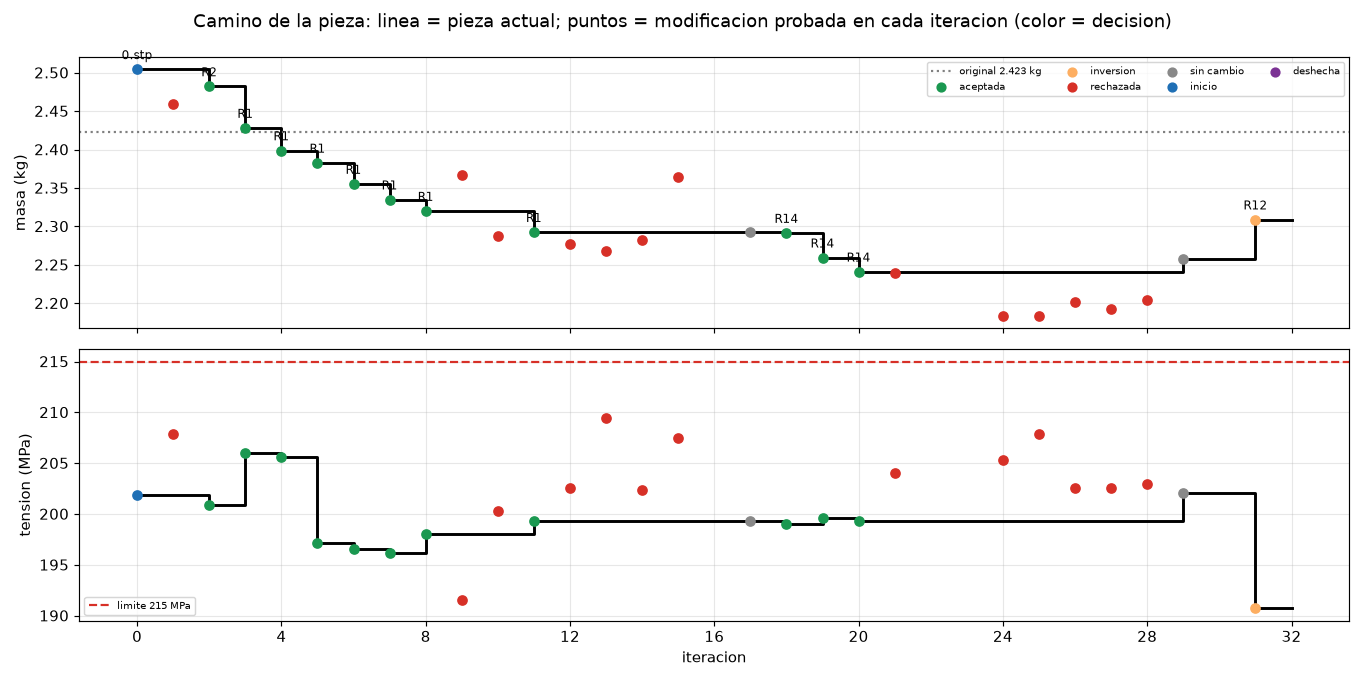 Camino de la pieza: linea = pieza actual; puntos = modificacion probada en cada iteracion (color = decision)
0.stp
R2
R1
R1
R1
R1
R1
R1
R1
R14
R14
R14
R12
original 2.423 kg
aceptada
inversion
rechazada
sin cambio
inicio
deshecha
masa (kg)
2.50
2.45
2.40
2.35
2.30
2.25
2.20
tension (MPa)
215
210
205
200
195
190
limite 215 MPa
0 4 8 12 16 20 24 28 32
iteracion